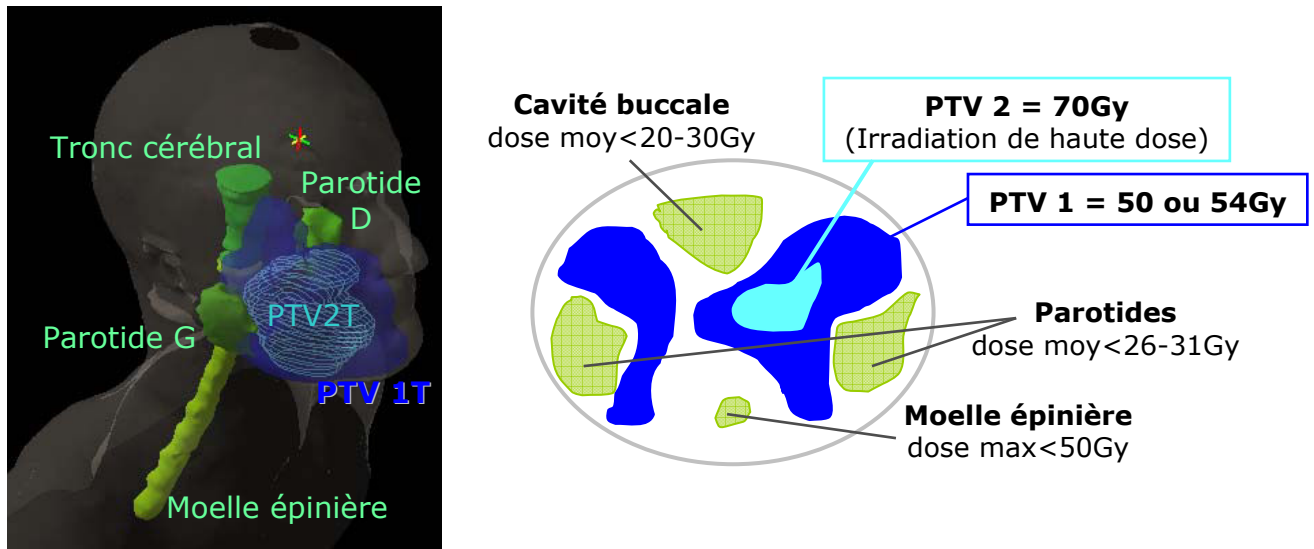 Tronc cérébral
Parotide
D
PTV2T
Parotide G
PTV 1T
Moelle épinière
Cavité buccale
dose moy<20-30Gy
PTV 2 = 70Gy
(Irradiation de haute dose)
PTV 1 = 50 ou 54Gy
Parotides
dose moy<26-31Gy
Moelle épinière
dose max<50Gy